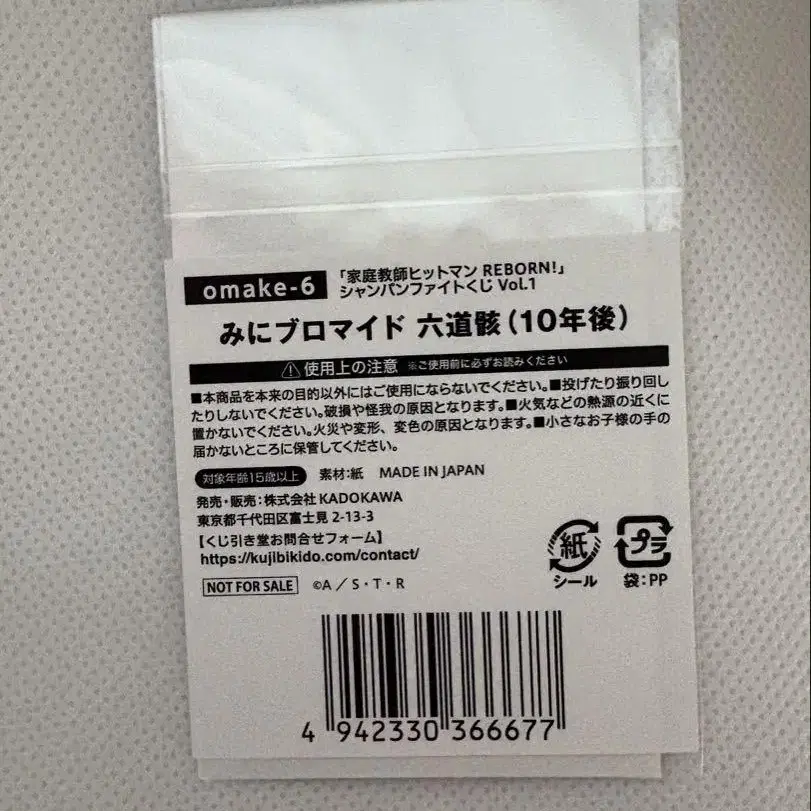 omake-6
「家庭教師ヒットマン REBORN!」
シャンパンファイトくじ Vol.1
みにブロマイド 六道骸(10年後)
使用上の注意 ※ご使用前に必ずお読みください
■本商品を本来の目的以外にはご使用にならないでください。■投げたり振り回し
たりしないでください。破損や怪我の原因となります。■火気などの熱源の近くに
置かないでください。火災や変形、変色の原因となります。■小さなお子様の手の
届かないところに保管してください。
対象年齢15歳以上 素材:紙 MADE IN JAPAN
発売・販売:株式会社 KADOKAWA
東京都千代田区富士見 2-13-3
【くじ引き堂お問合せフォーム】
https://kujibikido.com/contact/
NOT FOR SALE ©A/S・T・R
紙
シール
プラ
袋:PP
4 942330 366677